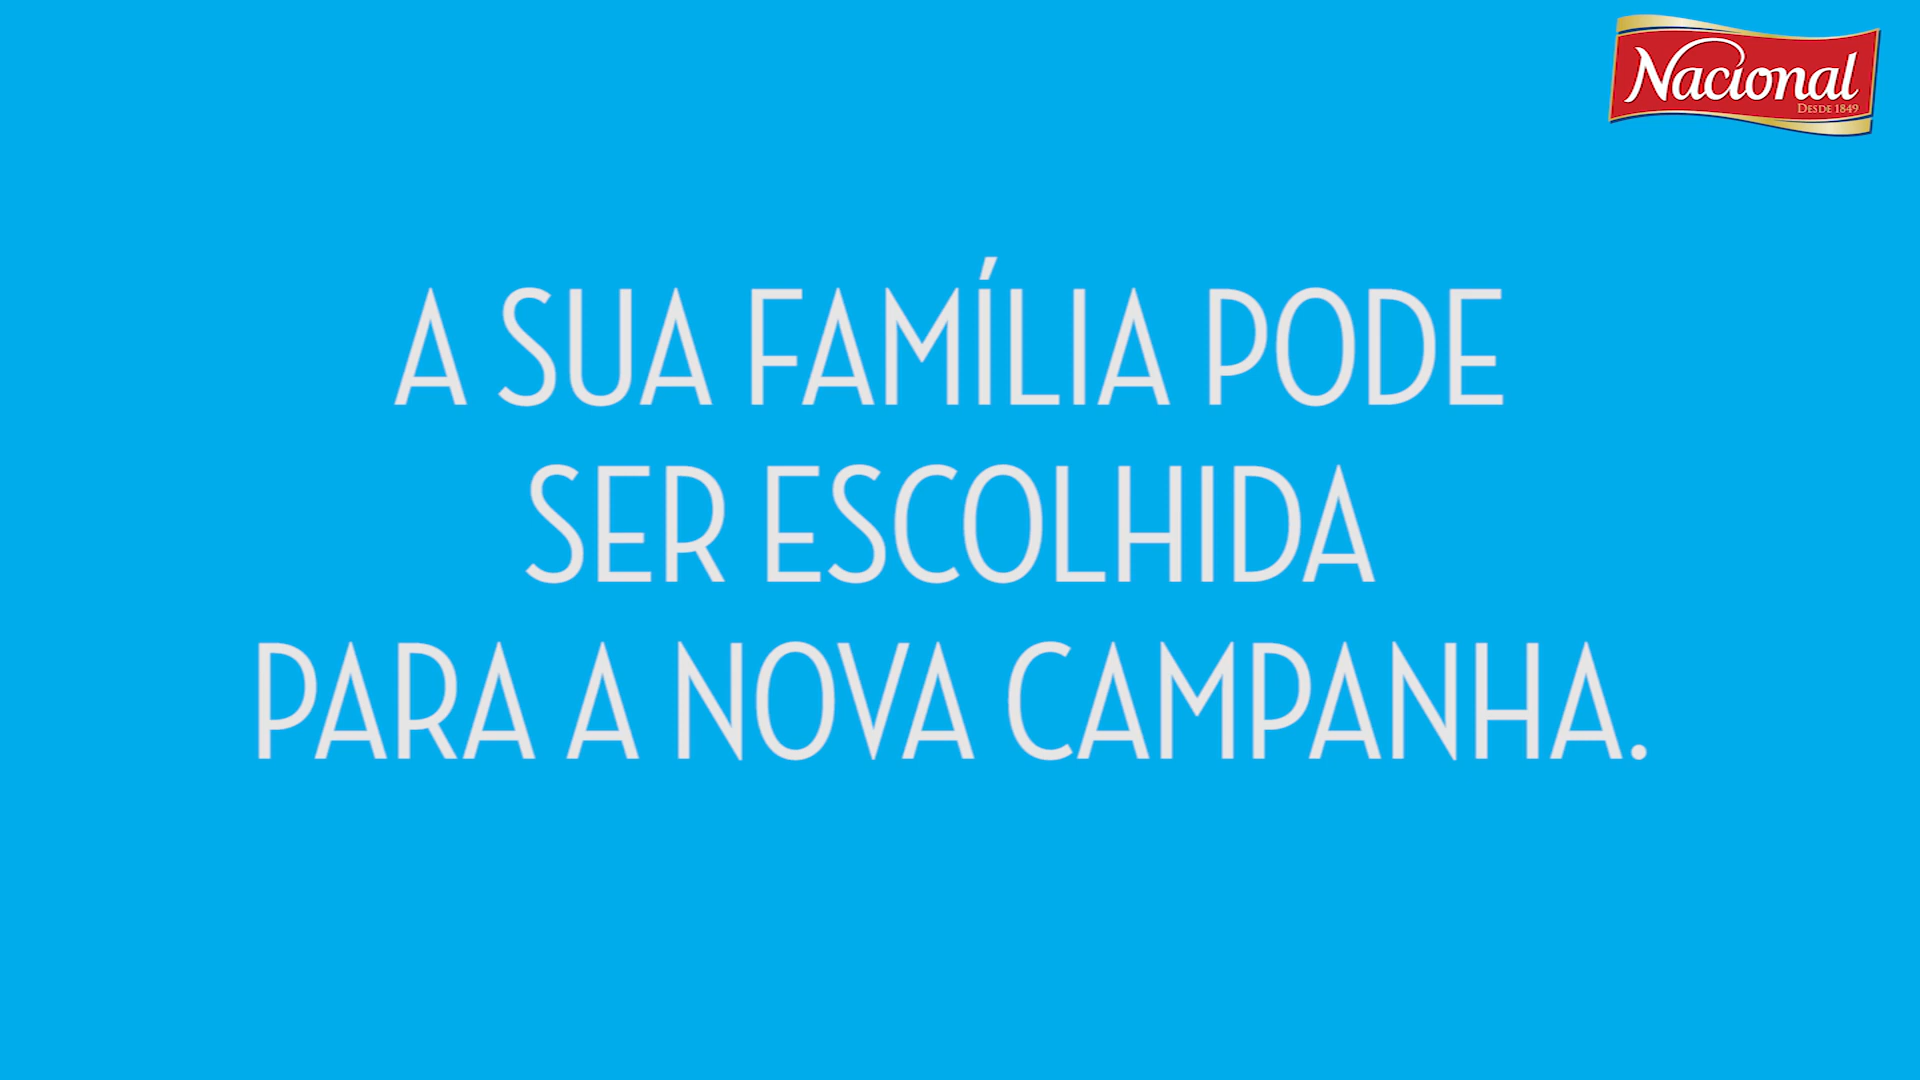 Nacional
DESDE 1849
A SUA FAMÍLIA PODE
SER ESCOLHIDA
PARA A NOVA CAMPANHA.